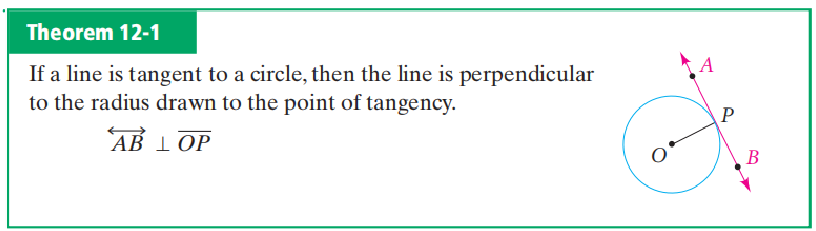 Theorem 12-1
If a line is tangent to a circle, then the line is perpendicular
to the radius drawn to the point of tangency.
AB ⊥ OP
A
P
O
B